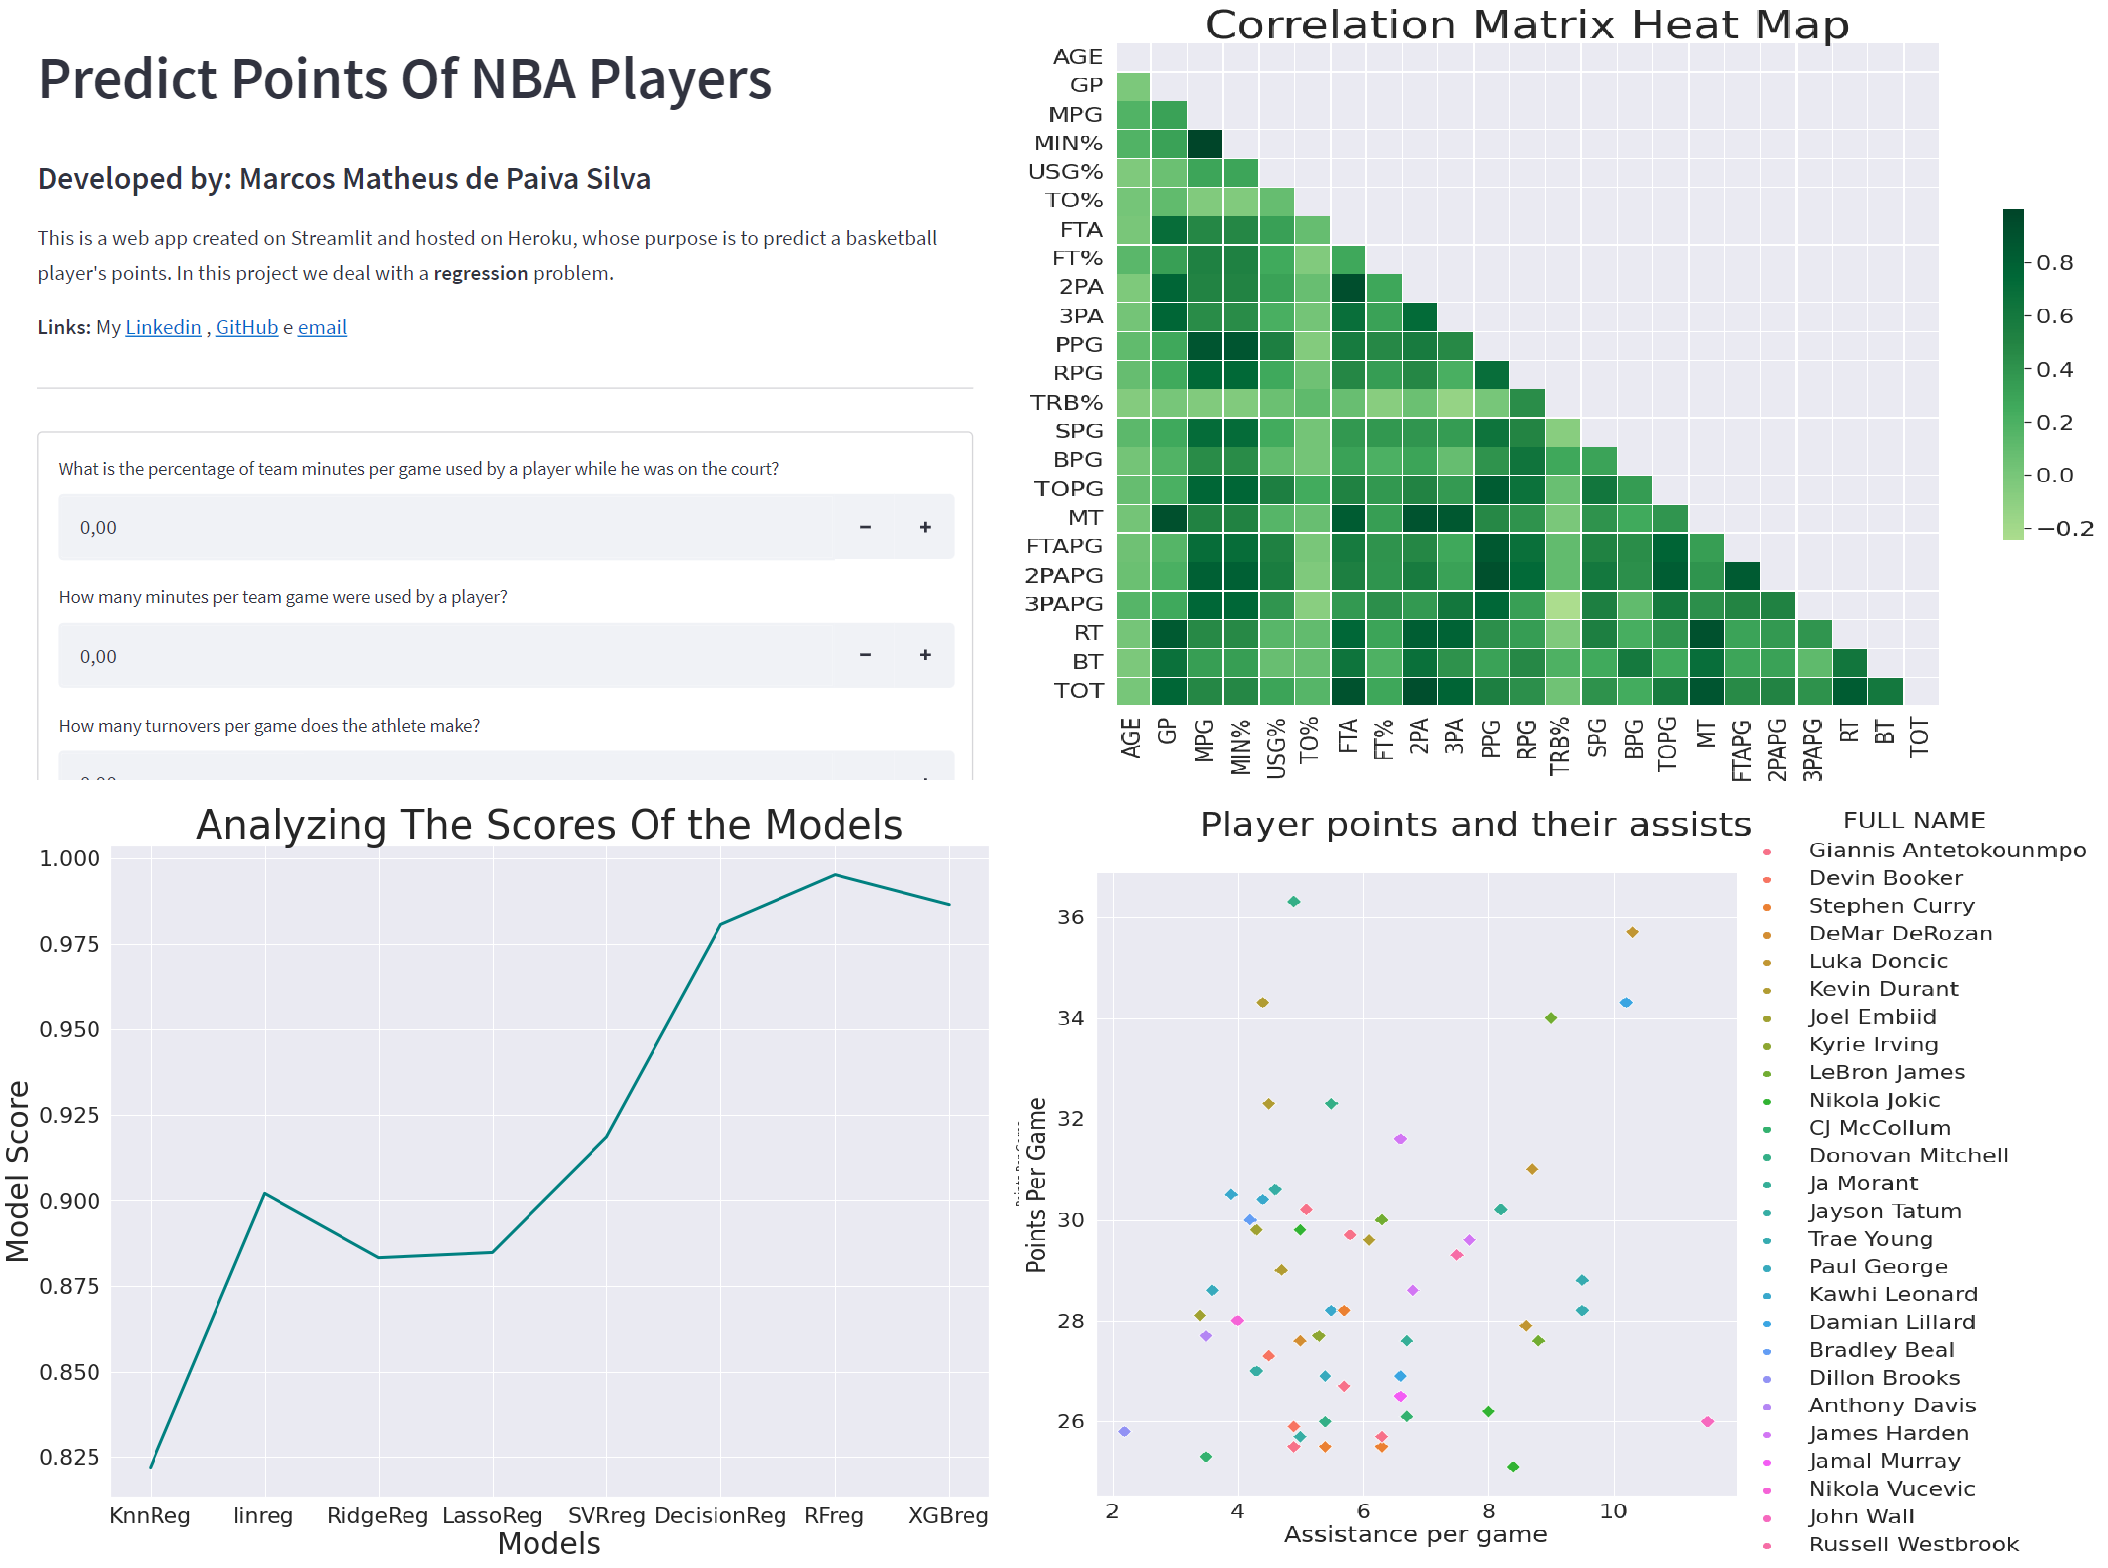 Predict Points Of NBA Players
Developed by: Marcos Matheus de Paiva Silva
This is a web app created on Streamlit and hosted on Heroku, whose purpose is to predict a basketball
player's points. In this project we deal with a regression problem.
Links: My Linkedin , GitHub e email
What is the percentage of team minutes per game used by a player while he was on the court?
0,00 − +
How many minutes per team game were used by a player?
0,00 − +
How many turnovers per game does the athlete make?
Correlation Matrix Heat Map
AGE
GP
MPG
MIN%
USG%
TO%
FTA
FT%
2PA
3PA
PPG
RPG
TRB%
SPG
BPG
TOPG
MT
FTAPG
2PAPG
3PAPG
RT
BT
TOT
AGE GP MPG MIN% USG% TO% FTA FT% 2PA 3PA PPG RPG TRB% SPG BPG TOPG MT FTAPG 2PAPG 3PAPG RT BT TOT
0.8
0.6
0.4
0.2
0.0
−0.2
Analyzing The Scores Of the Models
Model Score
1.000
0.975
0.950
0.925
0.900
0.875
0.850
0.825
KnnReg linreg RidgeReg LassoReg SVRreg DecisionReg RFreg XGBreg
Models
Player points and their assists
Points Per Game
36
34
32
30
28
26
2 4 6 8 10
Assistance per game
FULL NAME
Giannis Antetokounmpo
Devin Booker
Stephen Curry
DeMar DeRozan
Luka Doncic
Kevin Durant
Joel Embiid
Kyrie Irving
LeBron James
Nikola Jokic
CJ McCollum
Donovan Mitchell
Ja Morant
Jayson Tatum
Trae Young
Paul George
Kawhi Leonard
Damian Lillard
Bradley Beal
Dillon Brooks
Anthony Davis
James Harden
Jamal Murray
Nikola Vucevic
John Wall
Russell Westbrook